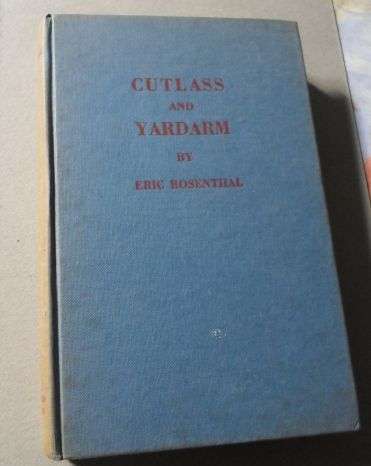 CUTLASS
AND
YARDARM
BY
ERIC ROSENTHAL